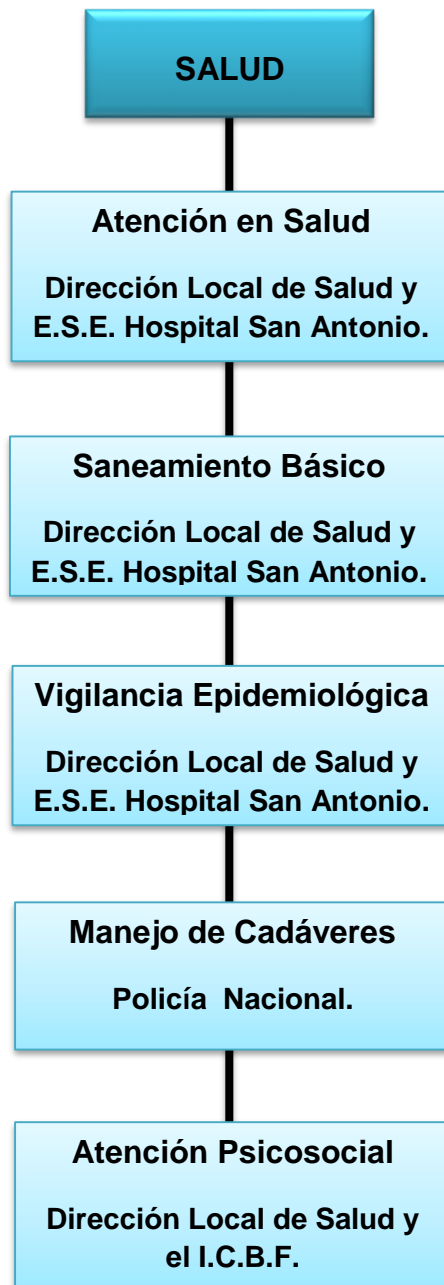 SALUD
Atención en Salud
Dirección Local de Salud y
E.S.E. Hospital San Antonio.
Saneamiento Básico
Dirección Local de Salud y
E.S.E. Hospital San Antonio.
Vigilancia Epidemiológica
Dirección Local de Salud y
E.S.E. Hospital San Antonio.
Manejo de Cadáveres
Policía Nacional.
Atención Psicosocial
Dirección Local de Salud y
el I.C.B.F.